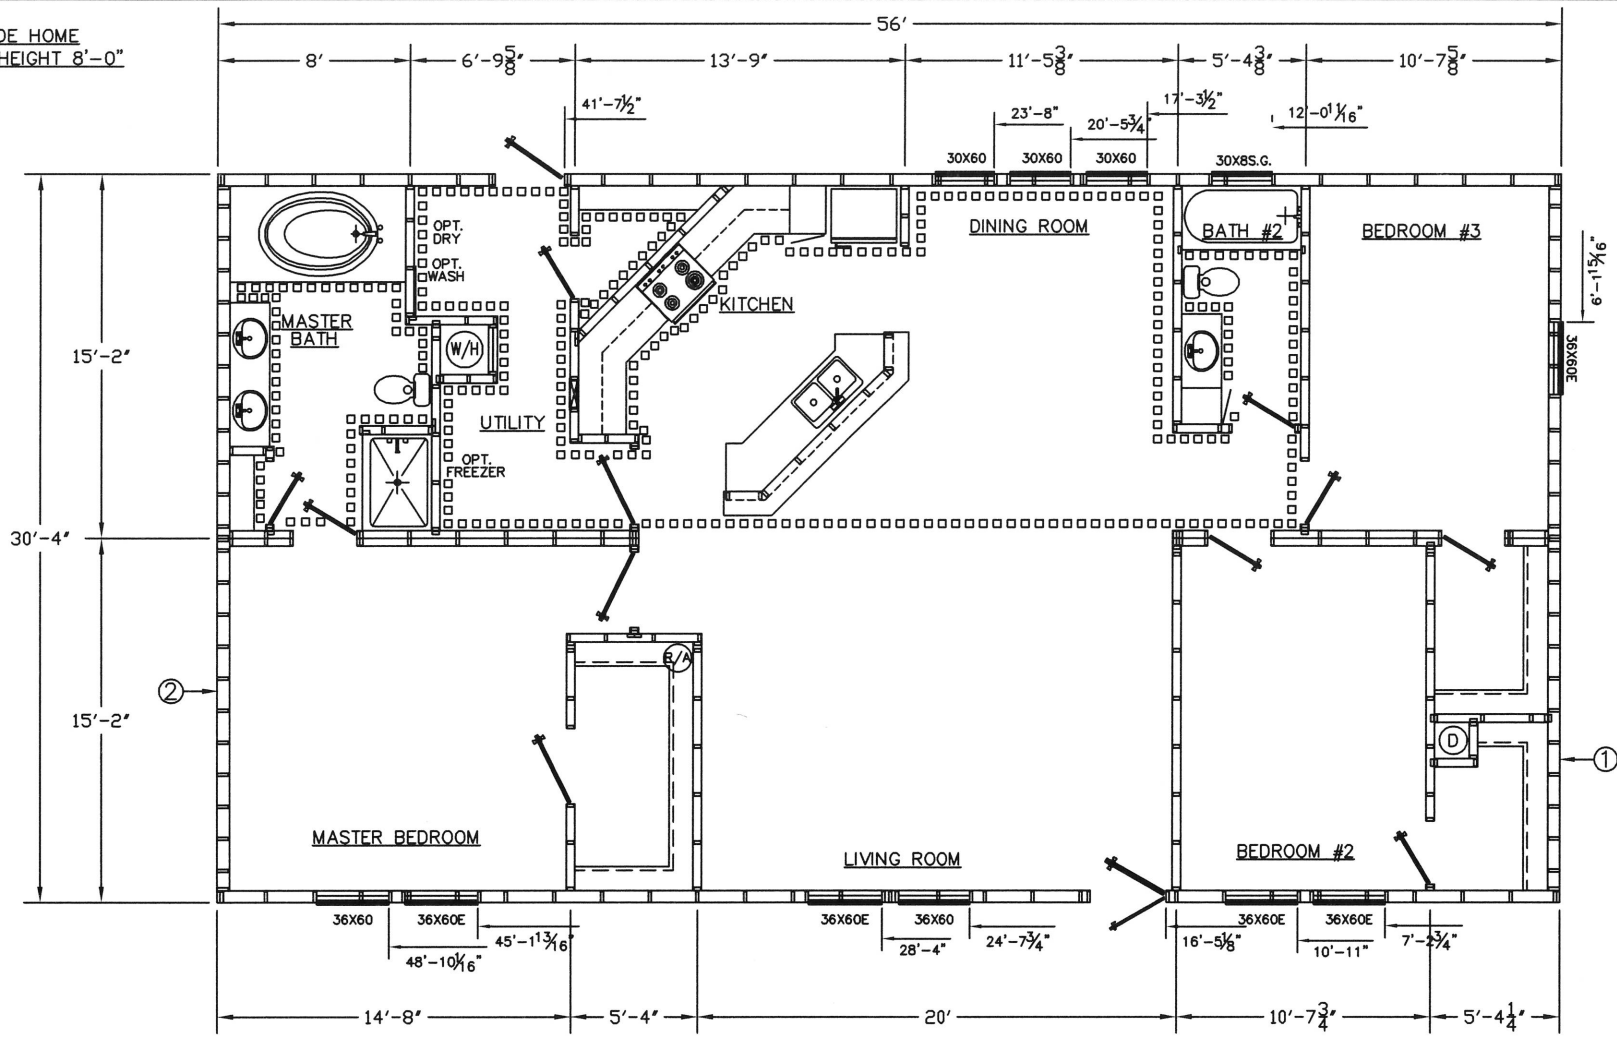 DE HOME
HEIGHT 8'-0"
56'
8'
6'-9 5/8"
13'-9"
11'-5 3/8"
5'-4 3/8"
10'-7 5/8"
41'-7 1/2"
23'-8"
20'-5 3/4"
17'-3 1/2"
12'-0 11/16"
30X60
30X60
30X60
30X8S.G.
OPT.
DRY
OPT.
WASH
DINING ROOM
BATH #2
BEDROOM #3
6'-1 15/16"
KITCHEN
MASTER
BATH
W/H
15'-2"
36X60E
UTILITY
OPT.
FREEZER
30'-4"
R/A
2
15'-2"
D
1
MASTER BEDROOM
LIVING ROOM
BEDROOM #2
36X60
36X60E
36X60E
36X60
36X60E
36X60E
45'-1 13/16"
48'-10 1/16"
28'-4"
24'-7 3/4"
16'-5 1/8"
10'-11"
7'-2 3/4"
14'-8"
5'-4"
20'
10'-7 3/4"
5'-4 1/4"